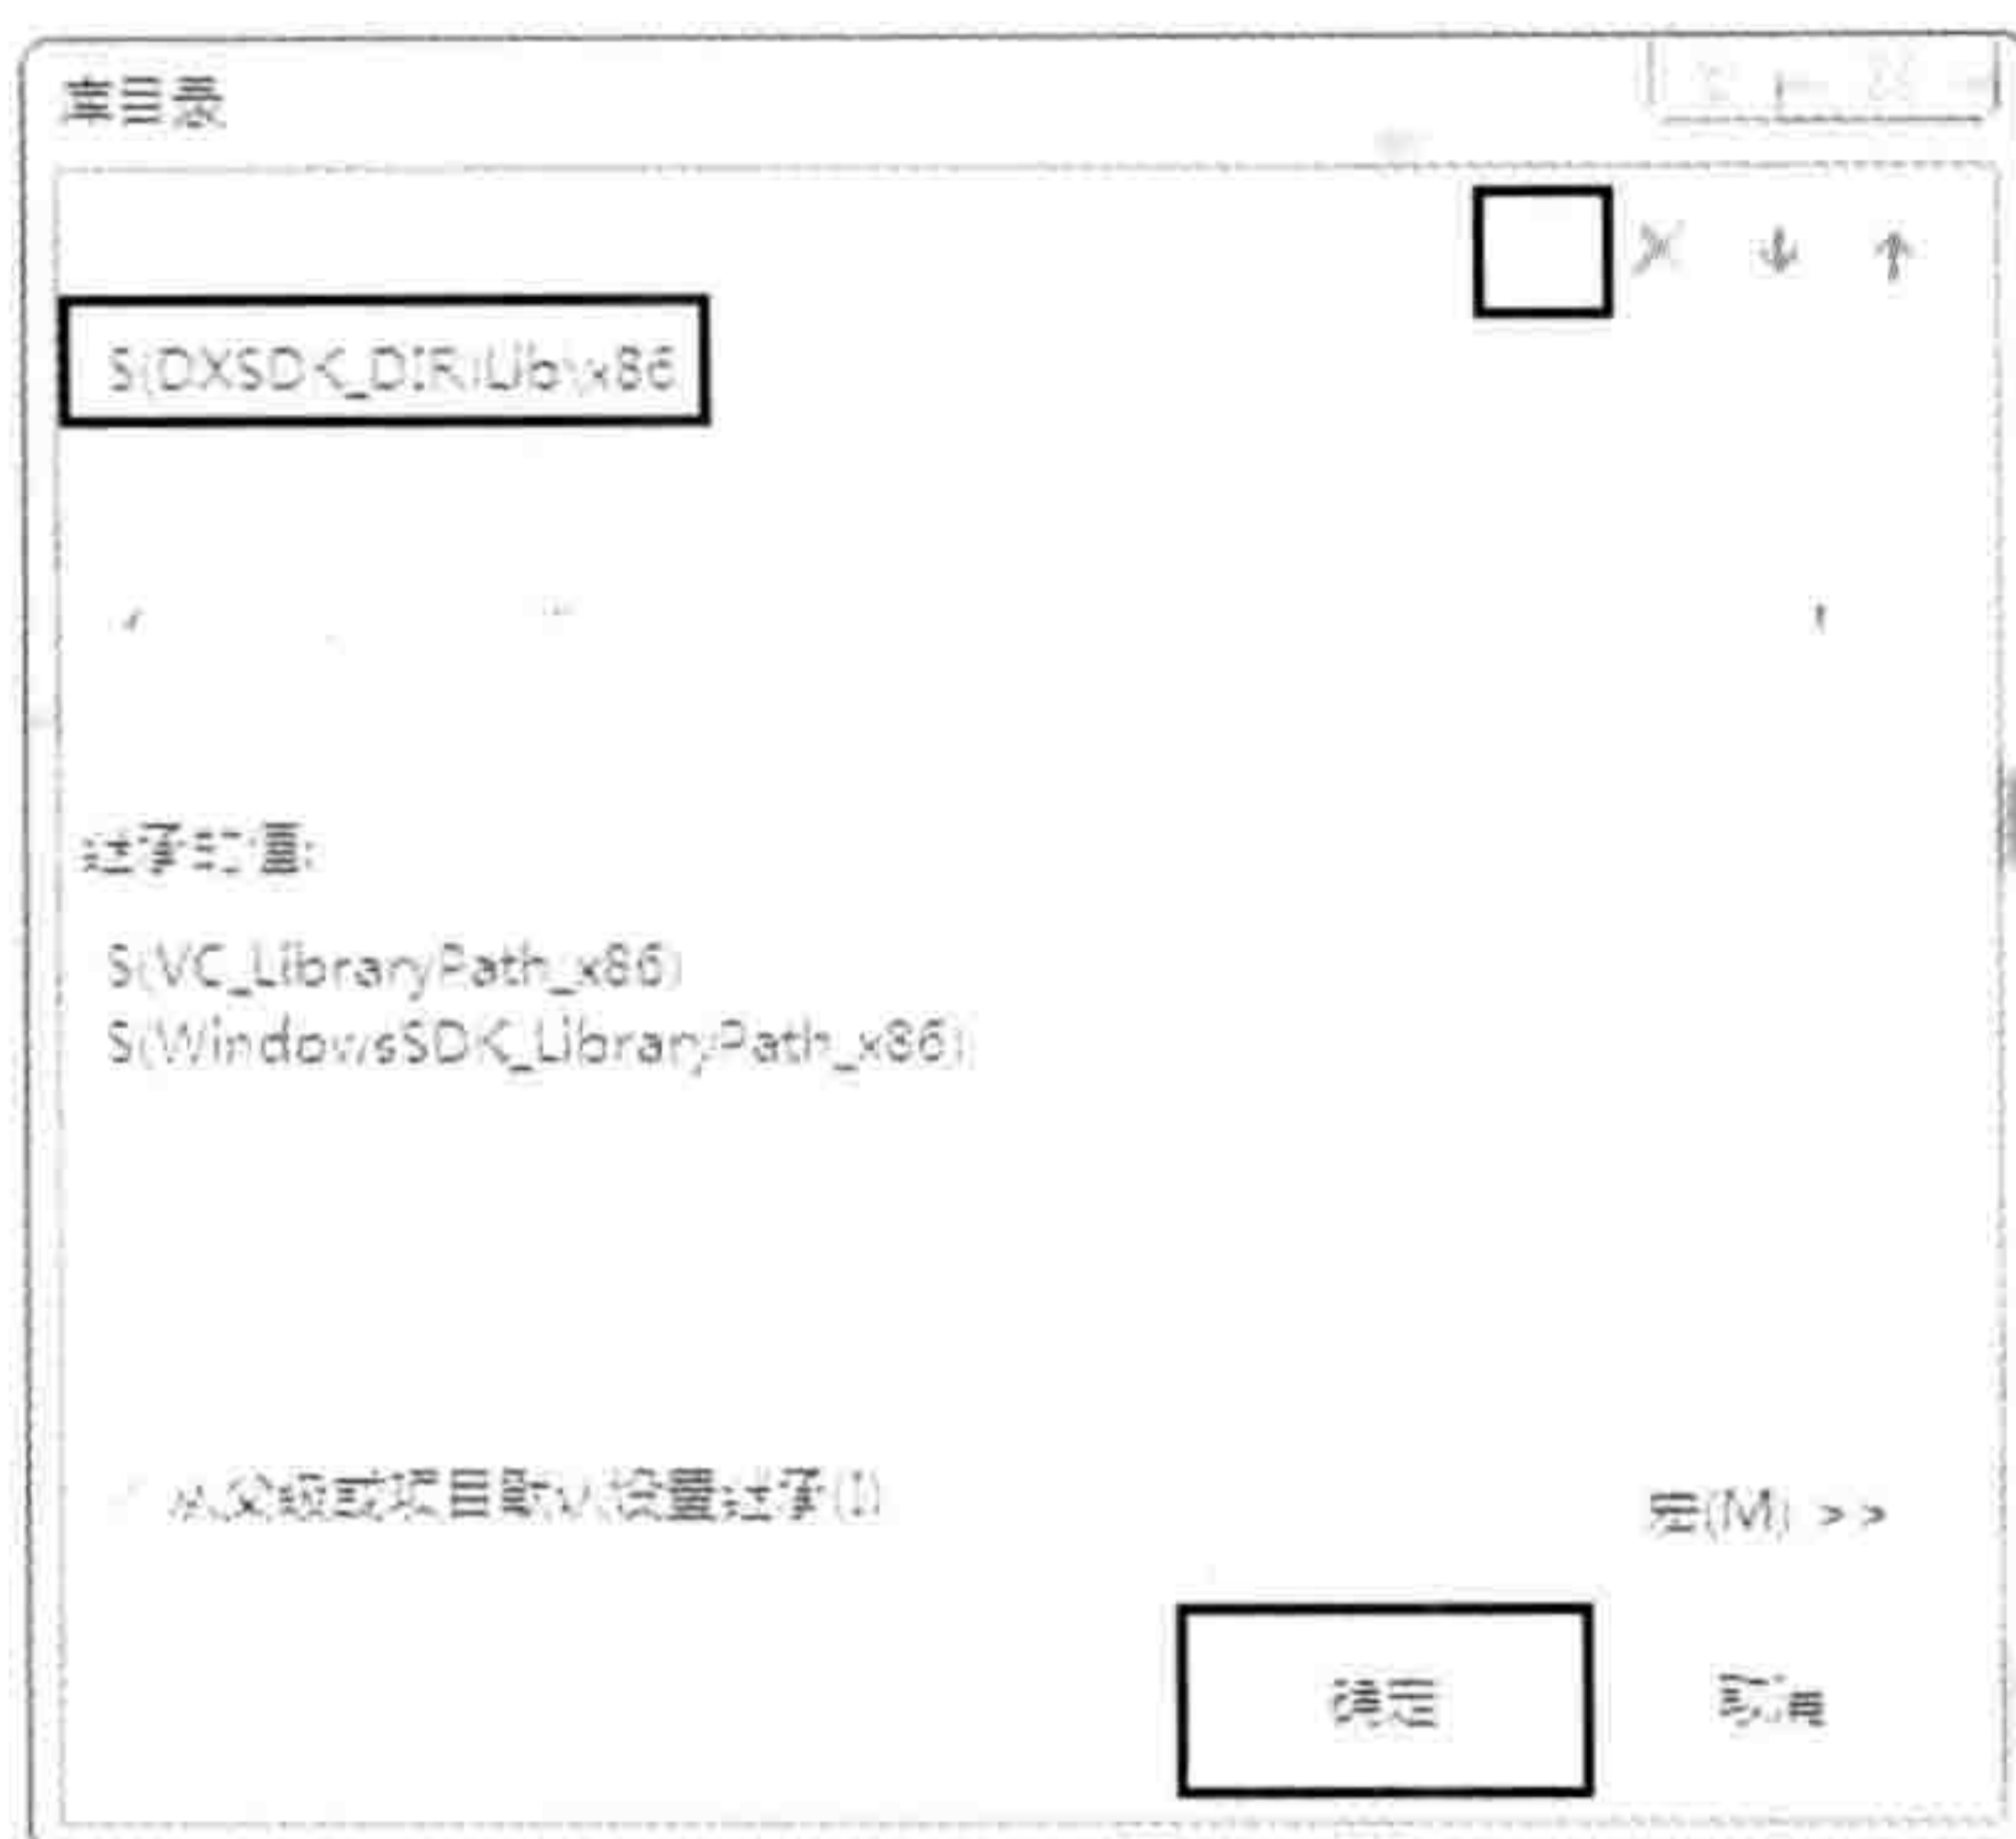 库目录
$(DXSDK_DIR)Lib\x86
继承的值:
$(VC_LibraryPath_x86)
$(WindowsSDK_LibraryPath_x86)
从父级或项目默认设置继承(I)
宏(M) >>
确定
取消